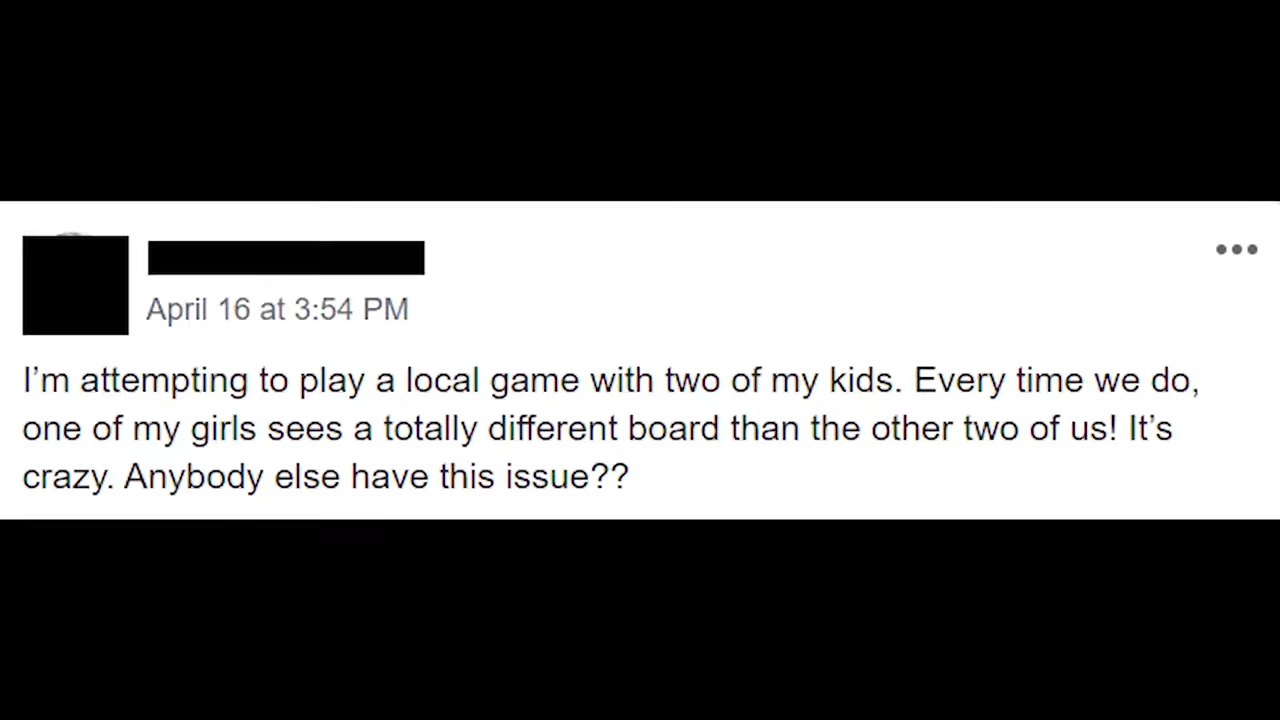 April 16 at 3:54 PM
I’m attempting to play a local game with two of my kids. Every time we do,
one of my girls sees a totally different board than the other two of us! It’s
crazy. Anybody else have this issue??